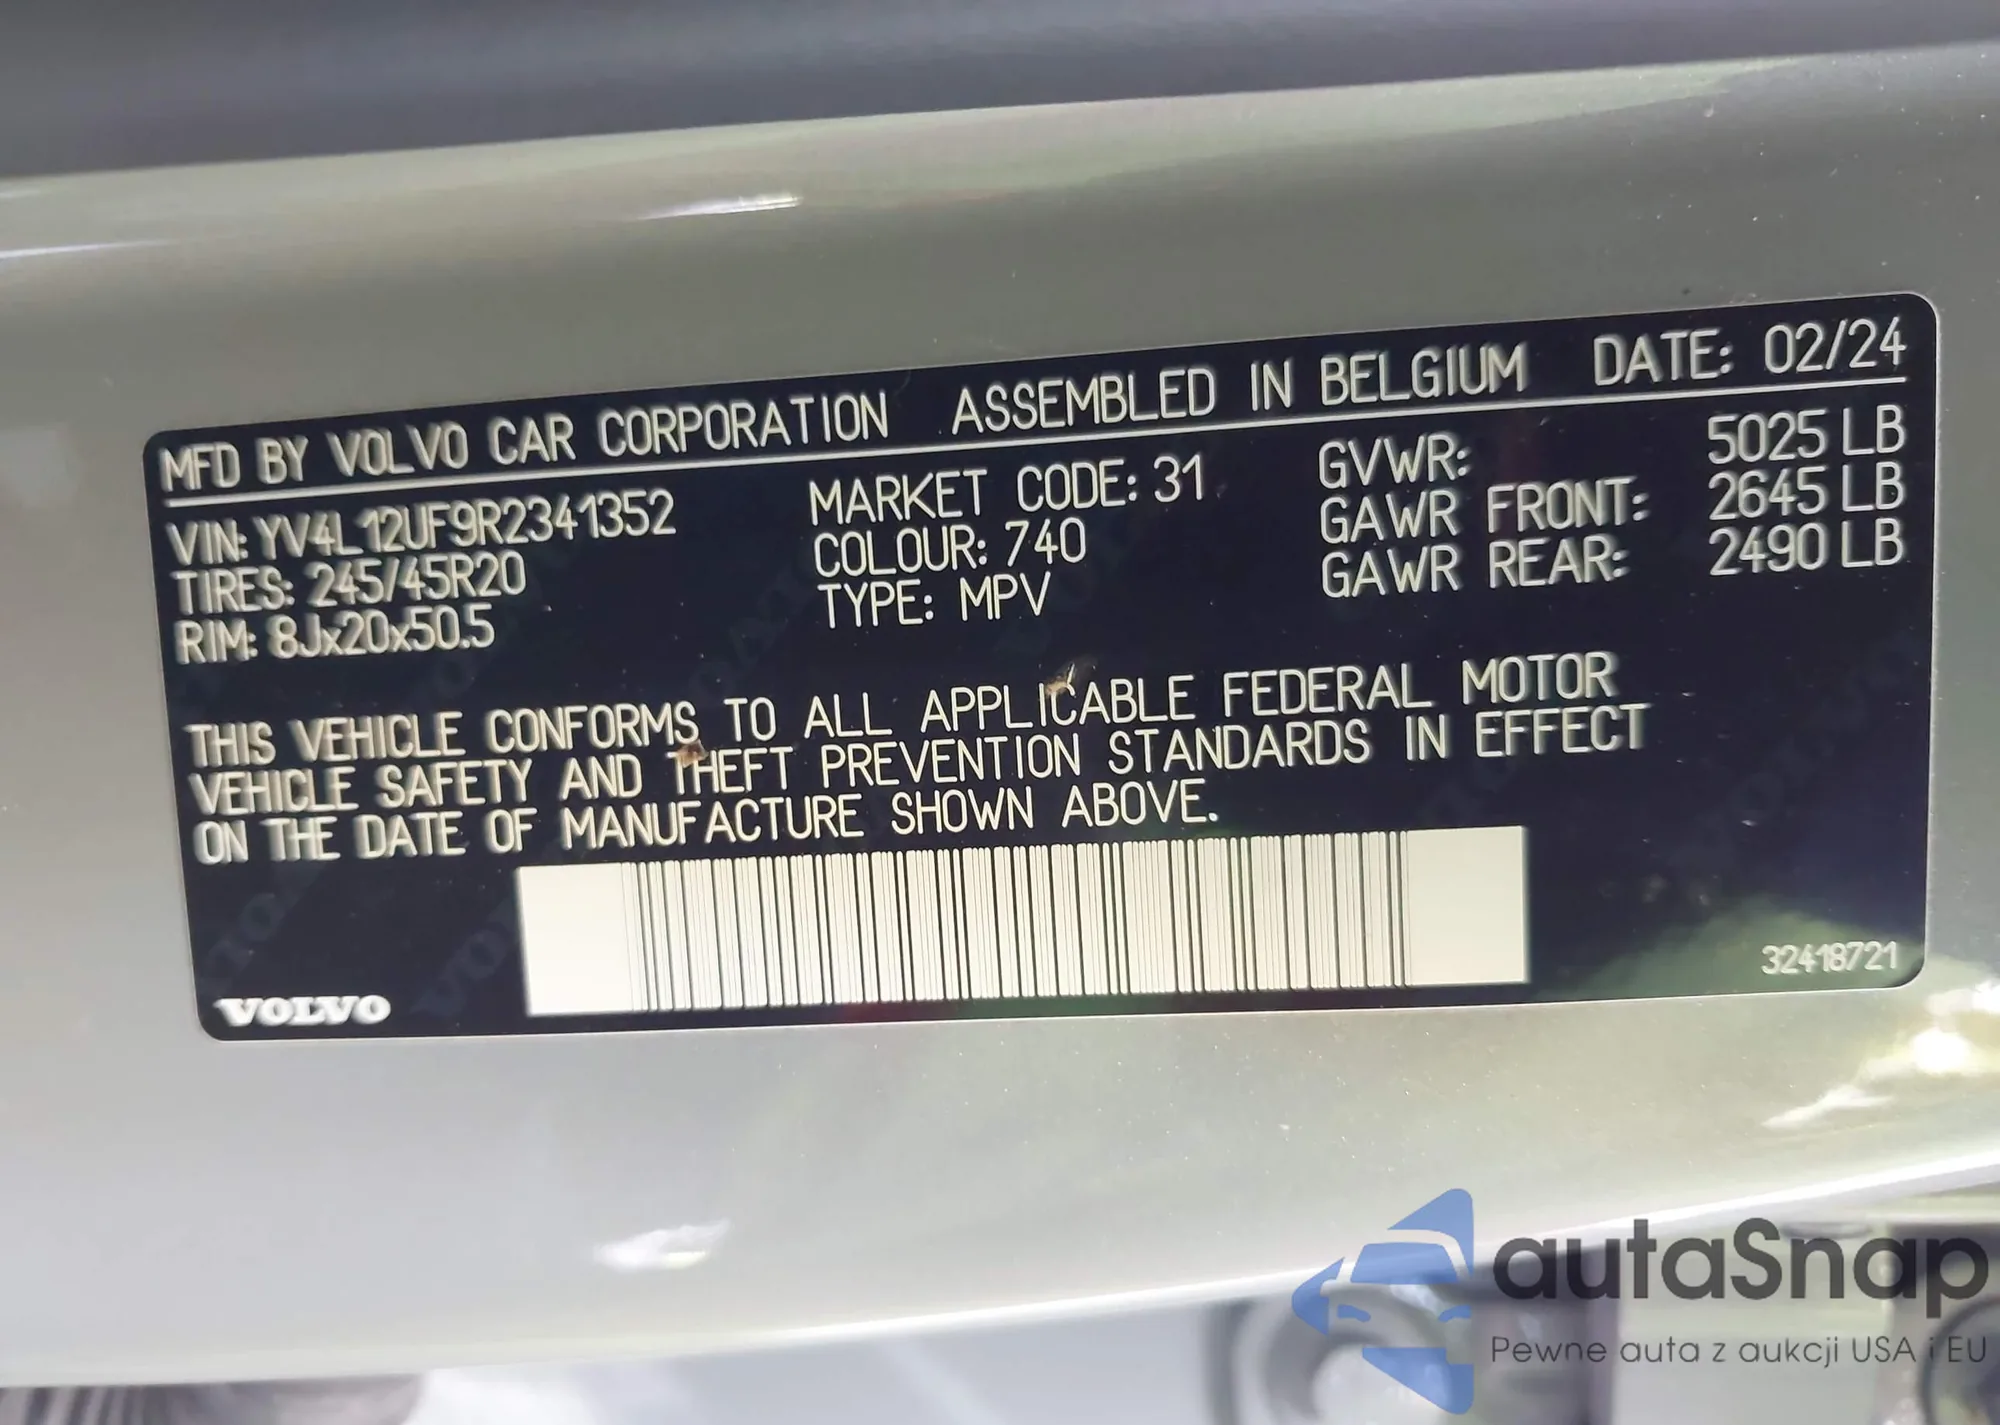 MFD BY VOLVO CAR CORPORATION ASSEMBLED IN BELGIUM DATE: 02/24
VIN: YV4L12UF9R2341352 MARKET CODE: 31 GVWR: 5025 LB
TIRES: 245/45R20 COLOUR: 740 GAWR FRONT: 2645 LB
RIM: 8Jx20x50.5 TYPE: MPV GAWR REAR: 2490 LB
THIS VEHICLE CONFORMS TO ALL APPLICABLE FEDERAL MOTOR
VEHICLE SAFETY AND THEFT PREVENTION STANDARDS IN EFFECT
ON THE DATE OF MANUFACTURE SHOWN ABOVE.
VOLVO 32418721
autaSnap
Pewne auta z aukcji USA i EU